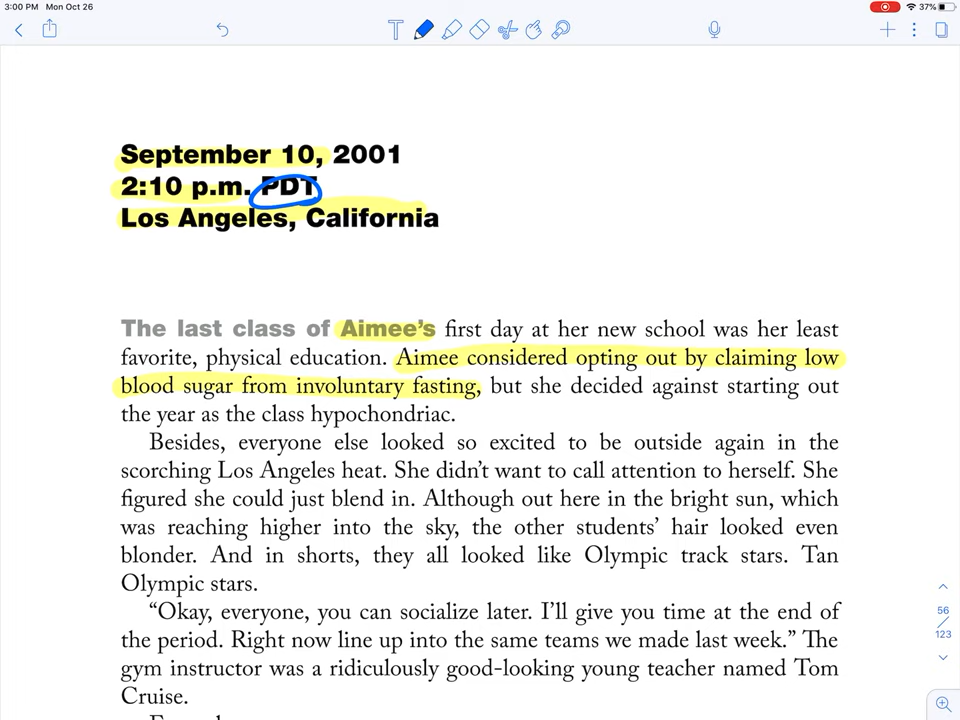 3:00 PM Mon Oct 26
37%
T
September 10, 2001
2:10 p.m. PDT
Los Angeles, California
The last class of Aimee's first day at her new school was her least
favorite, physical education. Aimee considered opting out by claiming low
blood sugar from involuntary fasting, but she decided against starting out
the year as the class hypochondriac.
Besides, everyone else looked so excited to be outside again in the
scorching Los Angeles heat. She didn't want to call attention to herself. She
figured she could just blend in. Although out here in the bright sun, which
was reaching higher into the sky, the other students' hair looked even
blonder. And in shorts, they all looked like Olympic track stars. Tan
Olympic stars.
“Okay, everyone, you can socialize later. I'll give you time at the end of
the period. Right now line up into the same teams we made last week.” The
gym instructor was a ridiculously good-looking young teacher named Tom
Cruise.
56
123